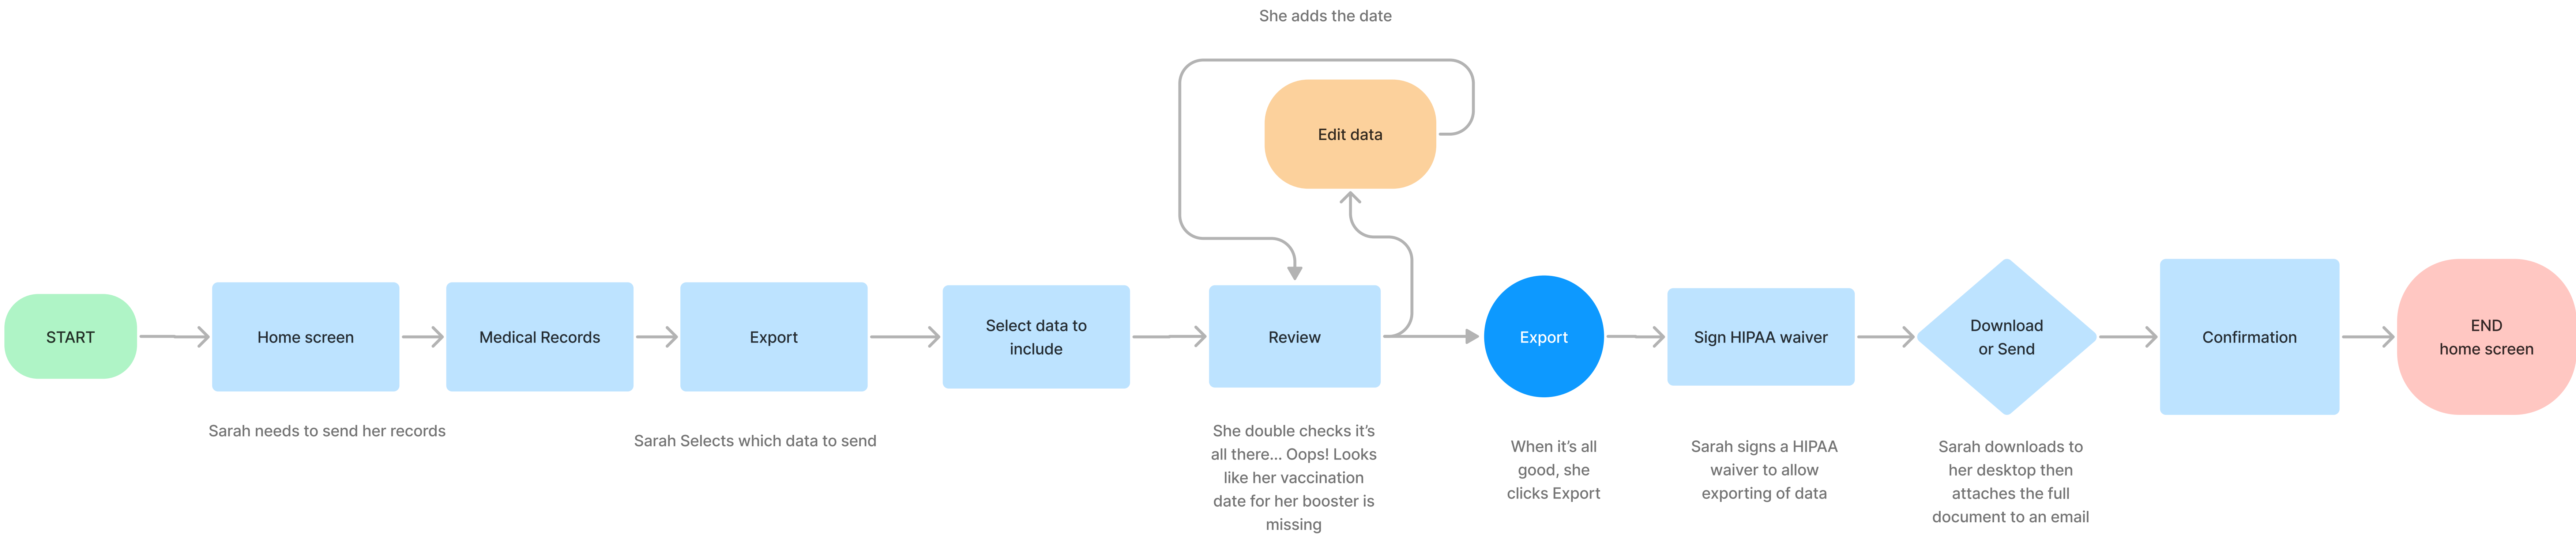 She adds the date
Edit data
START
Home screen
Medical Records
Export
Select data to
include
Review
Export
Sign HIPAA waiver
Download
or Send
Confirmation
END
home screen
Sarah needs to send her records
Sarah Selects which data to send
She double checks it’s
all there... Oops! Looks
like her vaccination
date for her booster is
missing
When it’s all
good, she
clicks Export
Sarah signs a HIPAA
waiver to allow
exporting of data
Sarah downloads to
her desktop then
attaches the full
document to an email